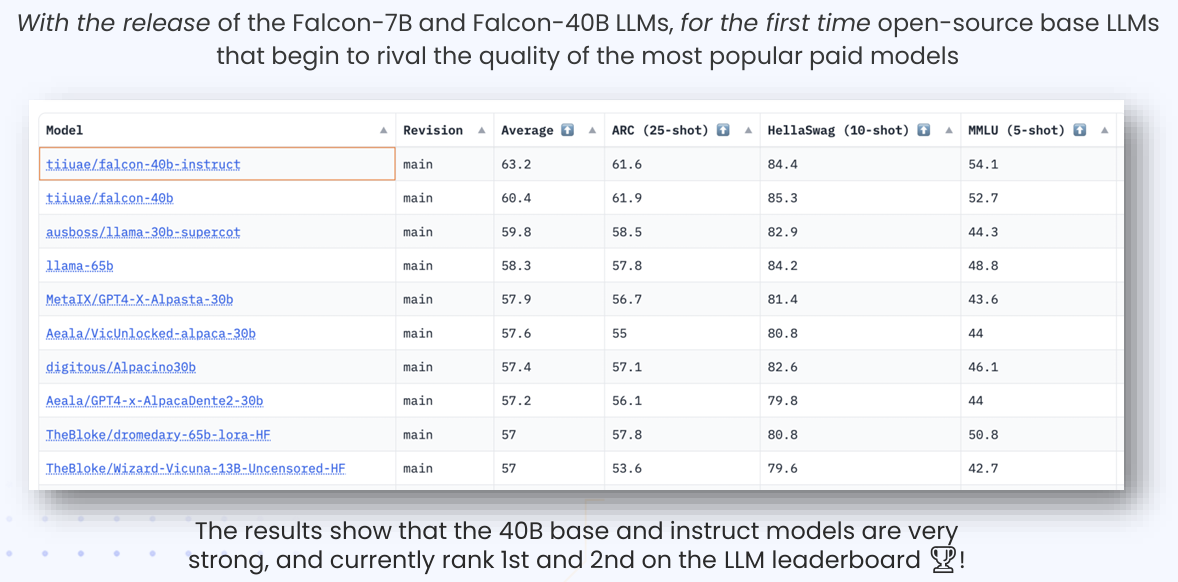 With the release of the Falcon-7B and Falcon-40B LLMs, for the first time open-source base LLMs
that begin to rival the quality of the most popular paid models
Model Revision Average ⬆️ ARC (25-shot) ⬆️ HellaSwag (10-shot) ⬆️ MMLU (5-shot) ⬆️
tiiuae/falcon-40b-instruct main 63.2 61.6 84.4 54.1
tiiuae/falcon-40b main 60.4 61.9 85.3 52.7
ausboss/llama-30b-supercot main 59.8 58.5 82.9 44.3
llama-65b main 58.3 57.8 84.2 48.8
MetaIX/GPT4-X-Alpasta-30b main 57.9 56.7 81.4 43.6
Aeala/VicUnlocked-alpaca-30b main 57.6 55 80.8 44
digitous/Alpacino30b main 57.4 57.1 82.6 46.1
Aeala/GPT4-x-AlpacaDente2-30b main 57.2 56.1 79.8 44
TheBloke/dromedary-65b-lora-HF main 57 57.8 80.8 50.8
TheBloke/Wizard-Vicuna-13B-Uncensored-HF main 57 53.6 79.6 42.7
The results show that the 40B base and instruct models are very
strong, and currently rank 1st and 2nd on the LLM leaderboard 🏆!